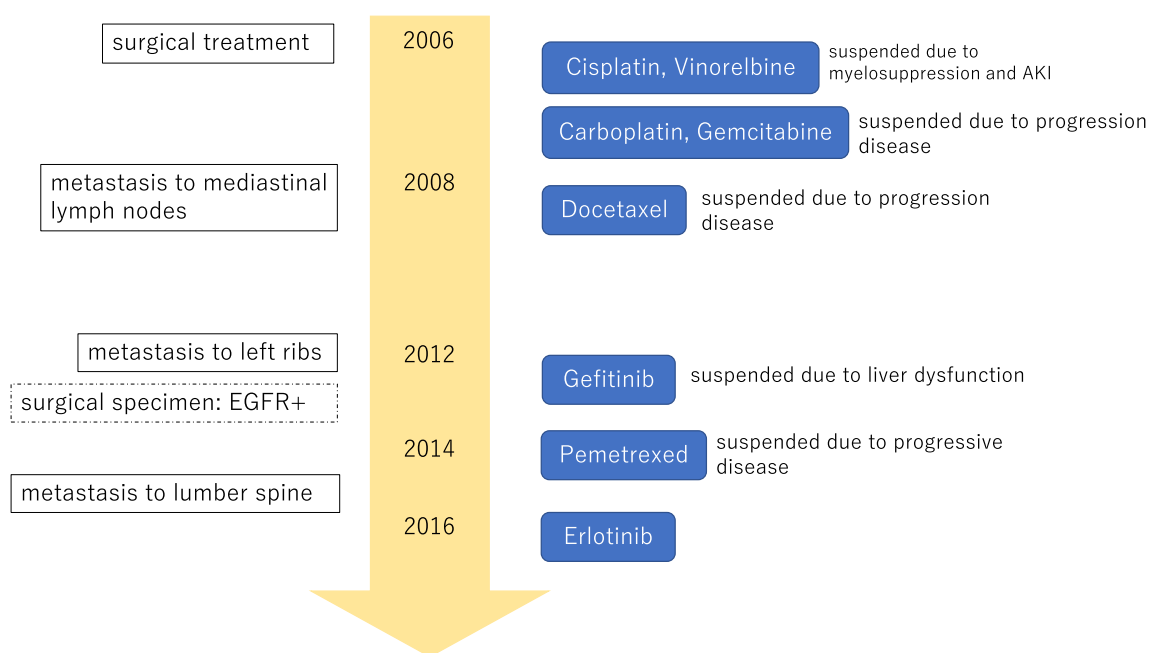 surgical treatment
2006
Cisplatin, Vinorelbine
suspended due to
myelosuppression and AKI
Carboplatin, Gemcitabine
suspended due to progression
disease
metastasis to mediastinal
lymph nodes
2008
Docetaxel
suspended due to progression
disease
metastasis to left ribs
2012
Gefitinib
suspended due to liver dysfunction
surgical specimen: EGFR+
2014
Pemetrexed
suspended due to progressive
disease
metastasis to lumber spine
2016
Erlotinib